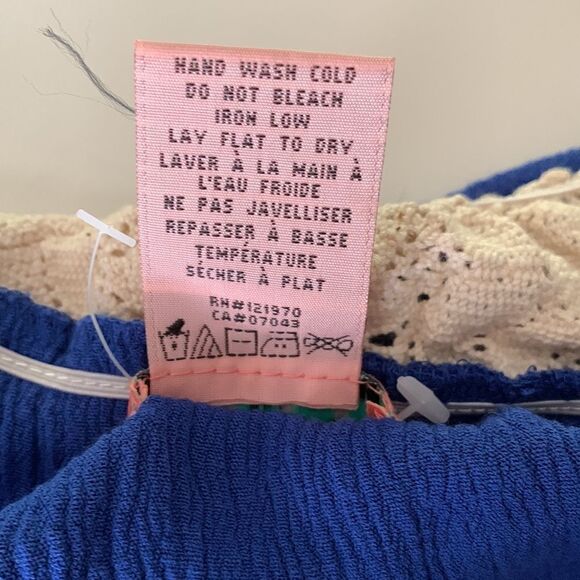 HAND WASH COLD
DO NOT BLEACH
IRON LOW
LAY FLAT TO DRY
LAVER À LA MAIN À
L'EAU FROIDE
NE PAS JAVELLISER
REPASSER À BASSE
TEMPÉRATURE
SÉCHER À PLAT
RN#121970
CA#07043